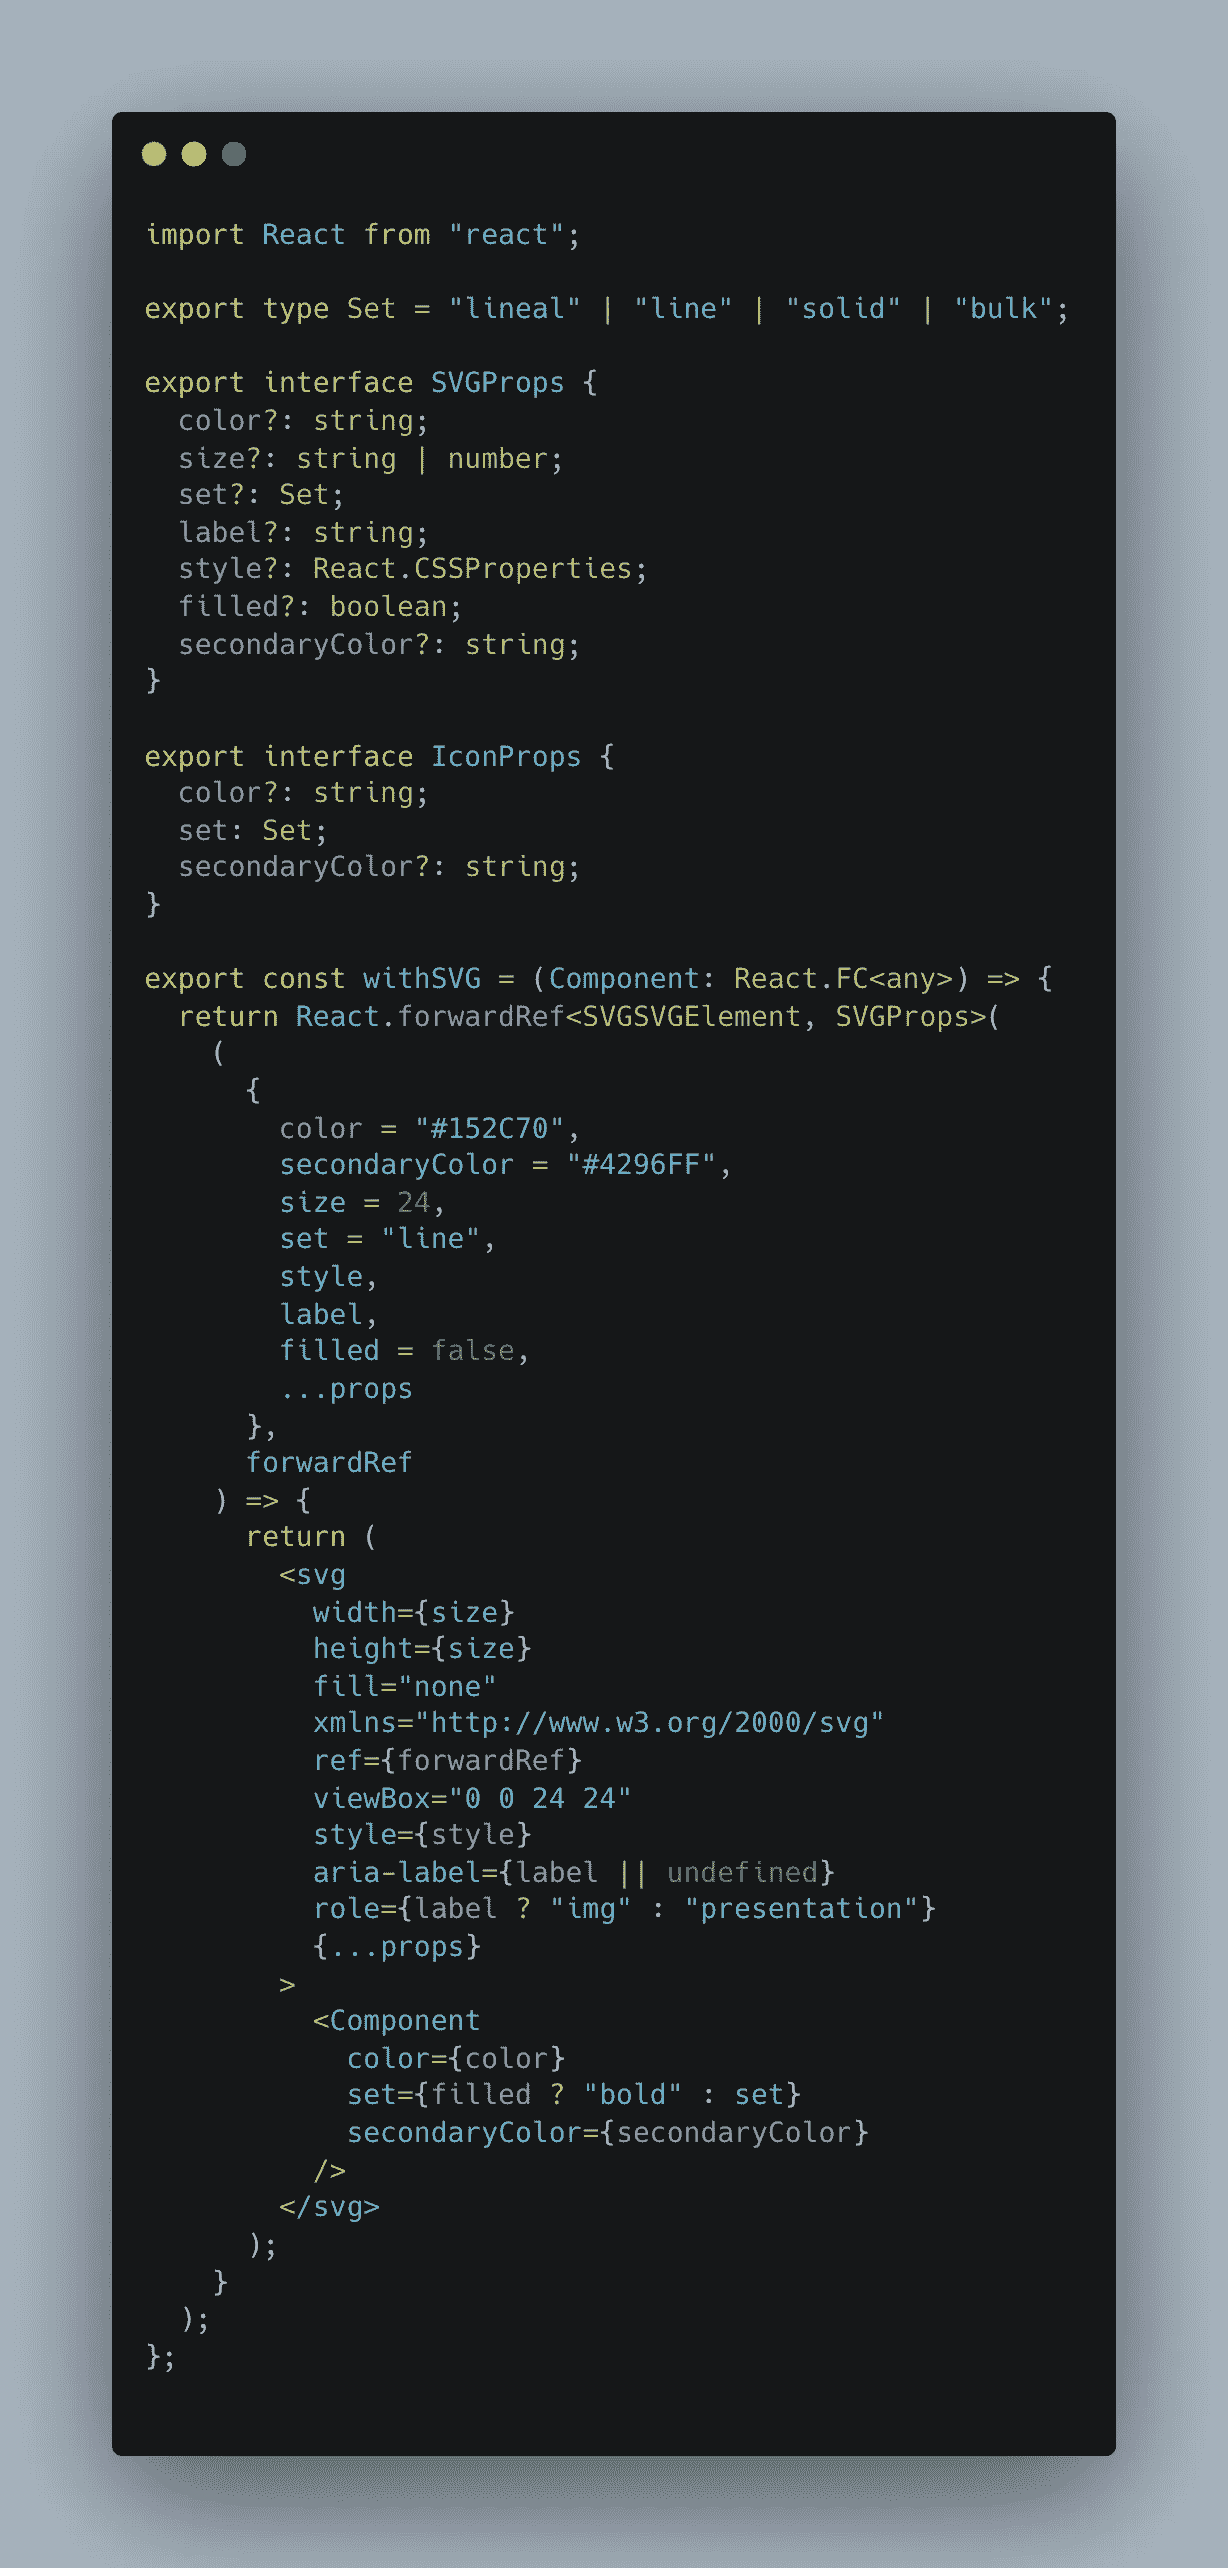 import React from "react";
export type Set = "lineal" | "line" | "solid" | "bulk";
export interface SVGProps {
  color?: string;
  size?: string | number;
  set?: Set;
  label?: string;
  style?: React.CSSProperties;
  filled?: boolean;
  secondaryColor?: string;
}
export interface IconProps {
  color?: string;
  set: Set;
  secondaryColor?: string;
}
export const withSVG = (Component: React.FC<any>) => {
  return React.forwardRef<SVGSVGElement, SVGProps>(
    (
      {
        color = "#152C70",
        secondaryColor = "#4296FF",
        size = 24,
        set = "line",
        style,
        label,
        filled = false,
        ...props
      },
      forwardRef
    ) => {
      return (
        <svg
          width={size}
          height={size}
          fill="none"
          xmlns="http://www.w3.org/2000/svg"
          ref={forwardRef}
          viewBox="0 0 24 24"
          style={style}
          aria-label={label || undefined}
          role={label ? "img" : "presentation"}
          {...props}
        >
          <Component
            color={color}
            set={filled ? "bold" : set}
            secondaryColor={secondaryColor}
          />
        </svg>
      );
    }
  );
};